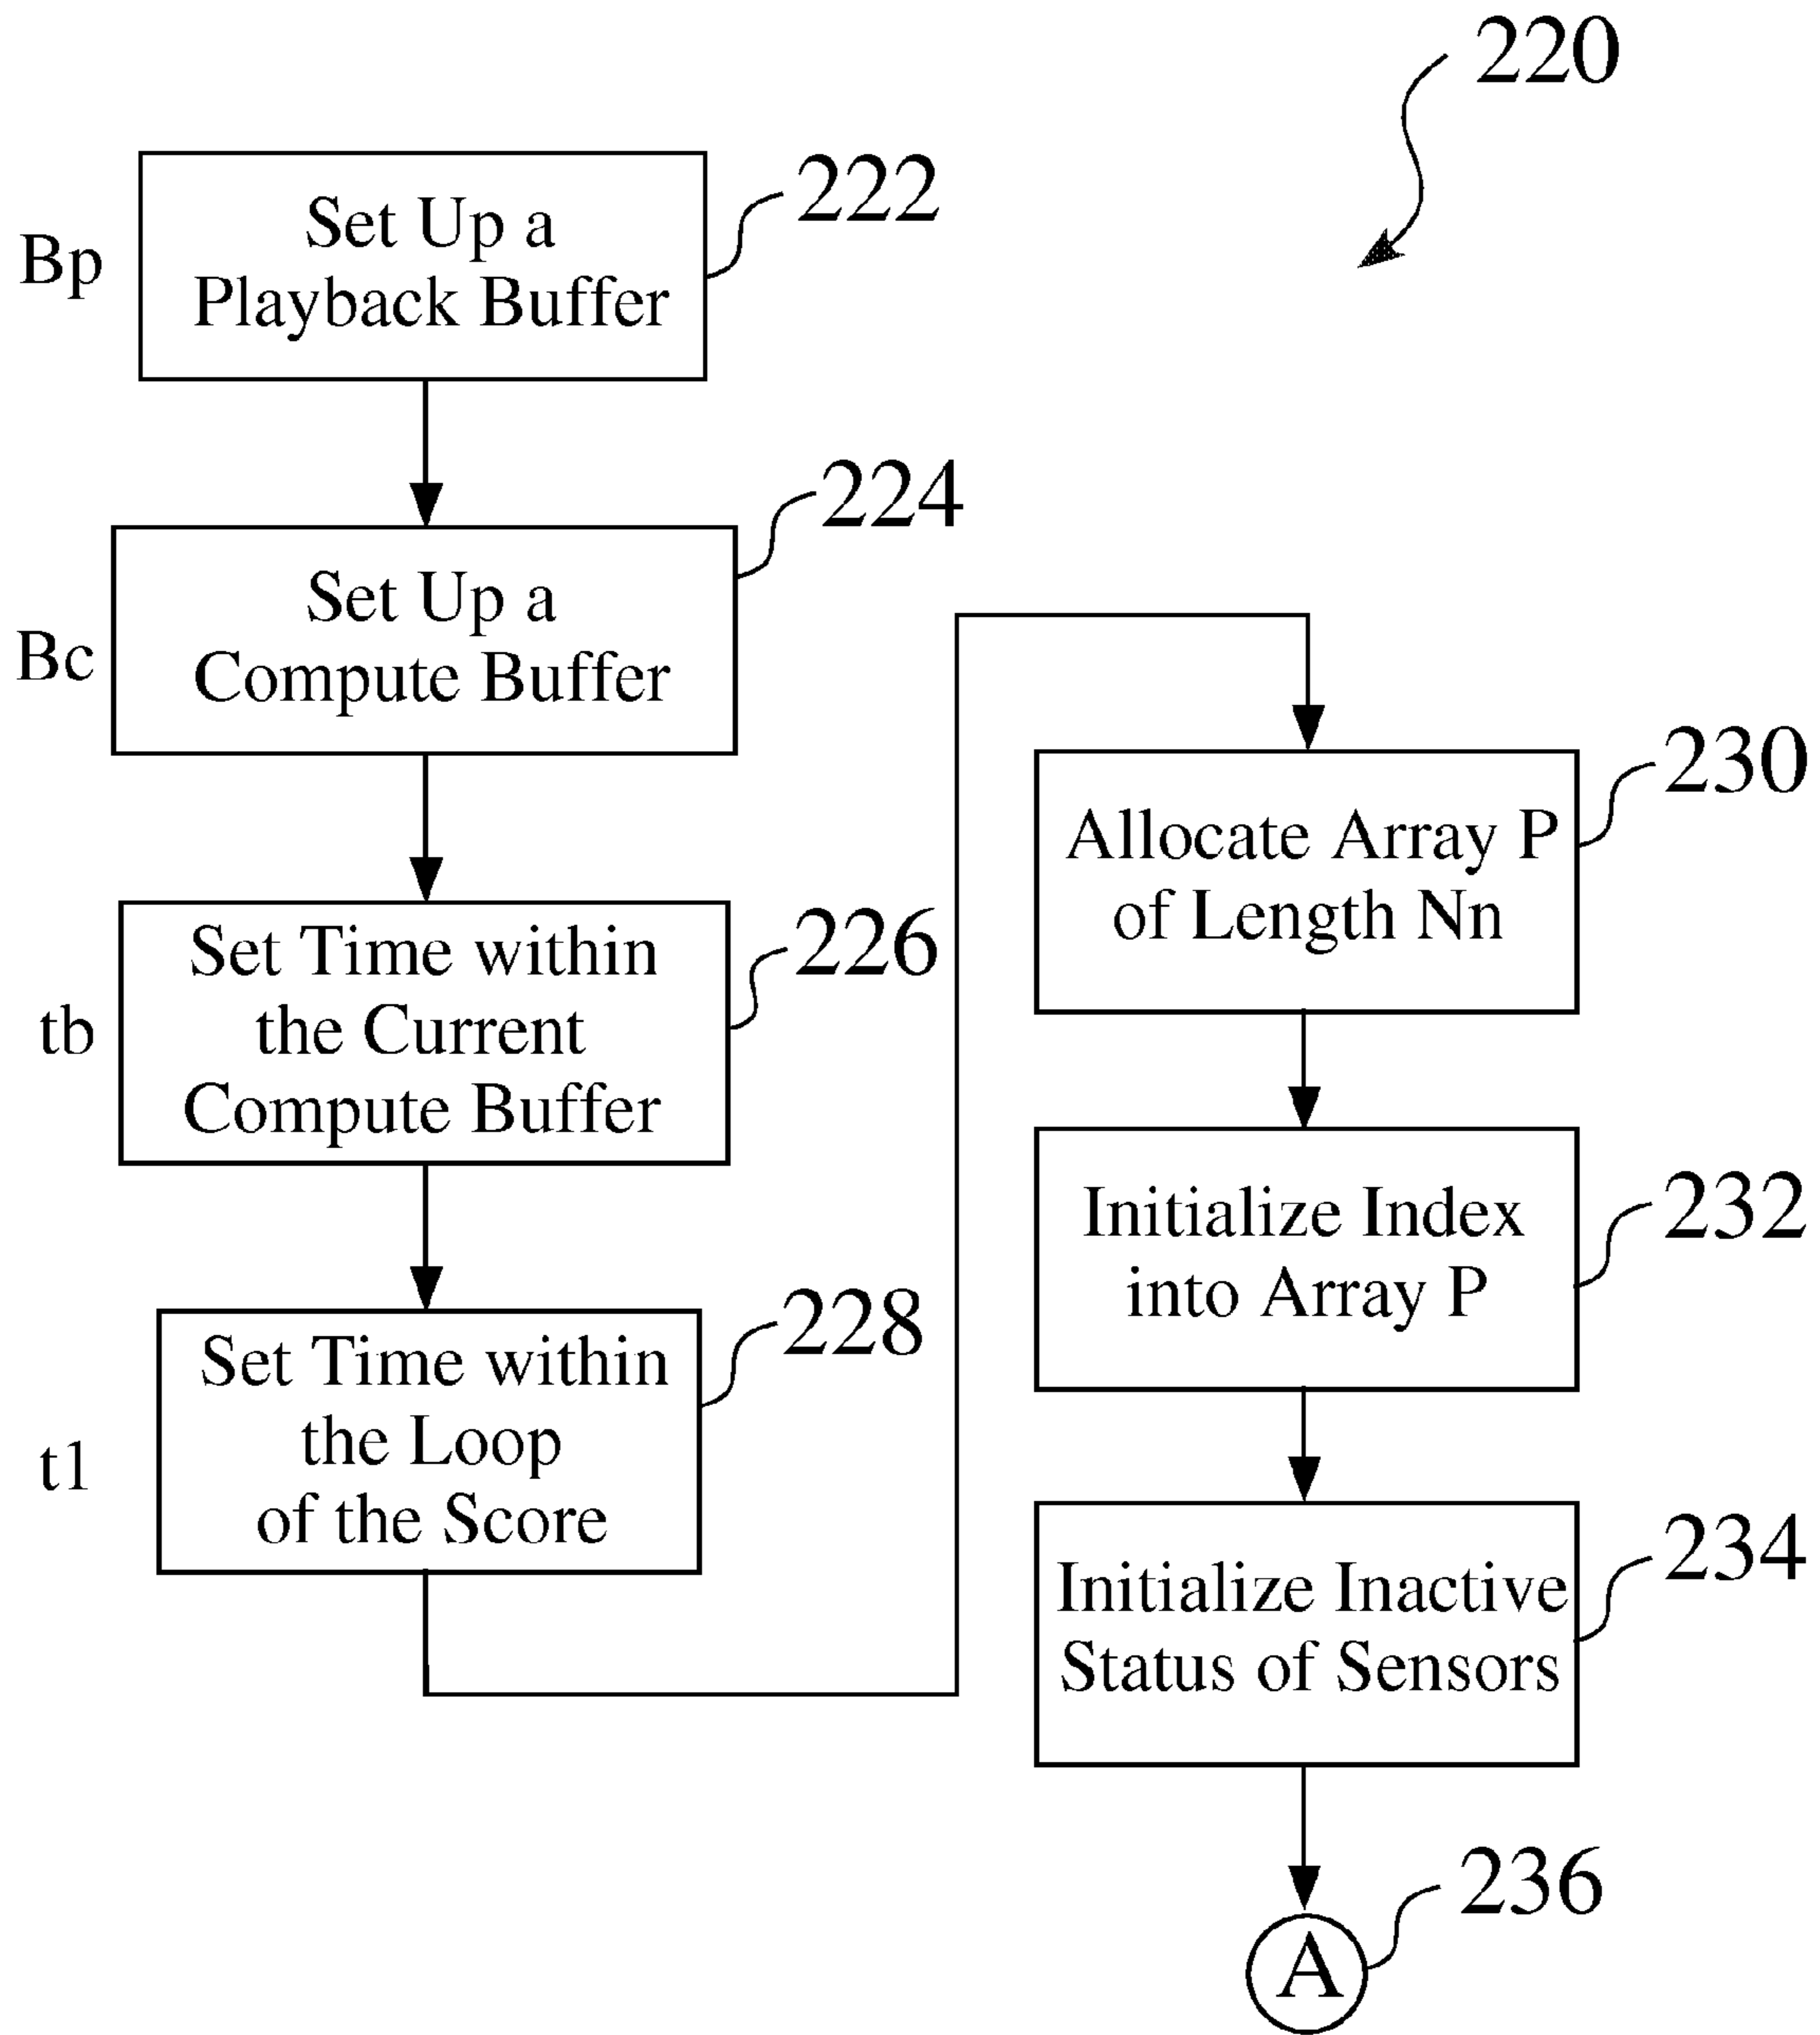 220
Bp
Set Up a
Playback Buffer
222
Bc
Set Up a
Compute Buffer
224
tb
Set Time within
the Current
Compute Buffer
226
t1
Set Time within
the Loop
of the Score
228
Allocate Array P
of Length Nn
230
Initialize Index
into Array P
232
Initialize Inactive
Status of Sensors
234
A
236